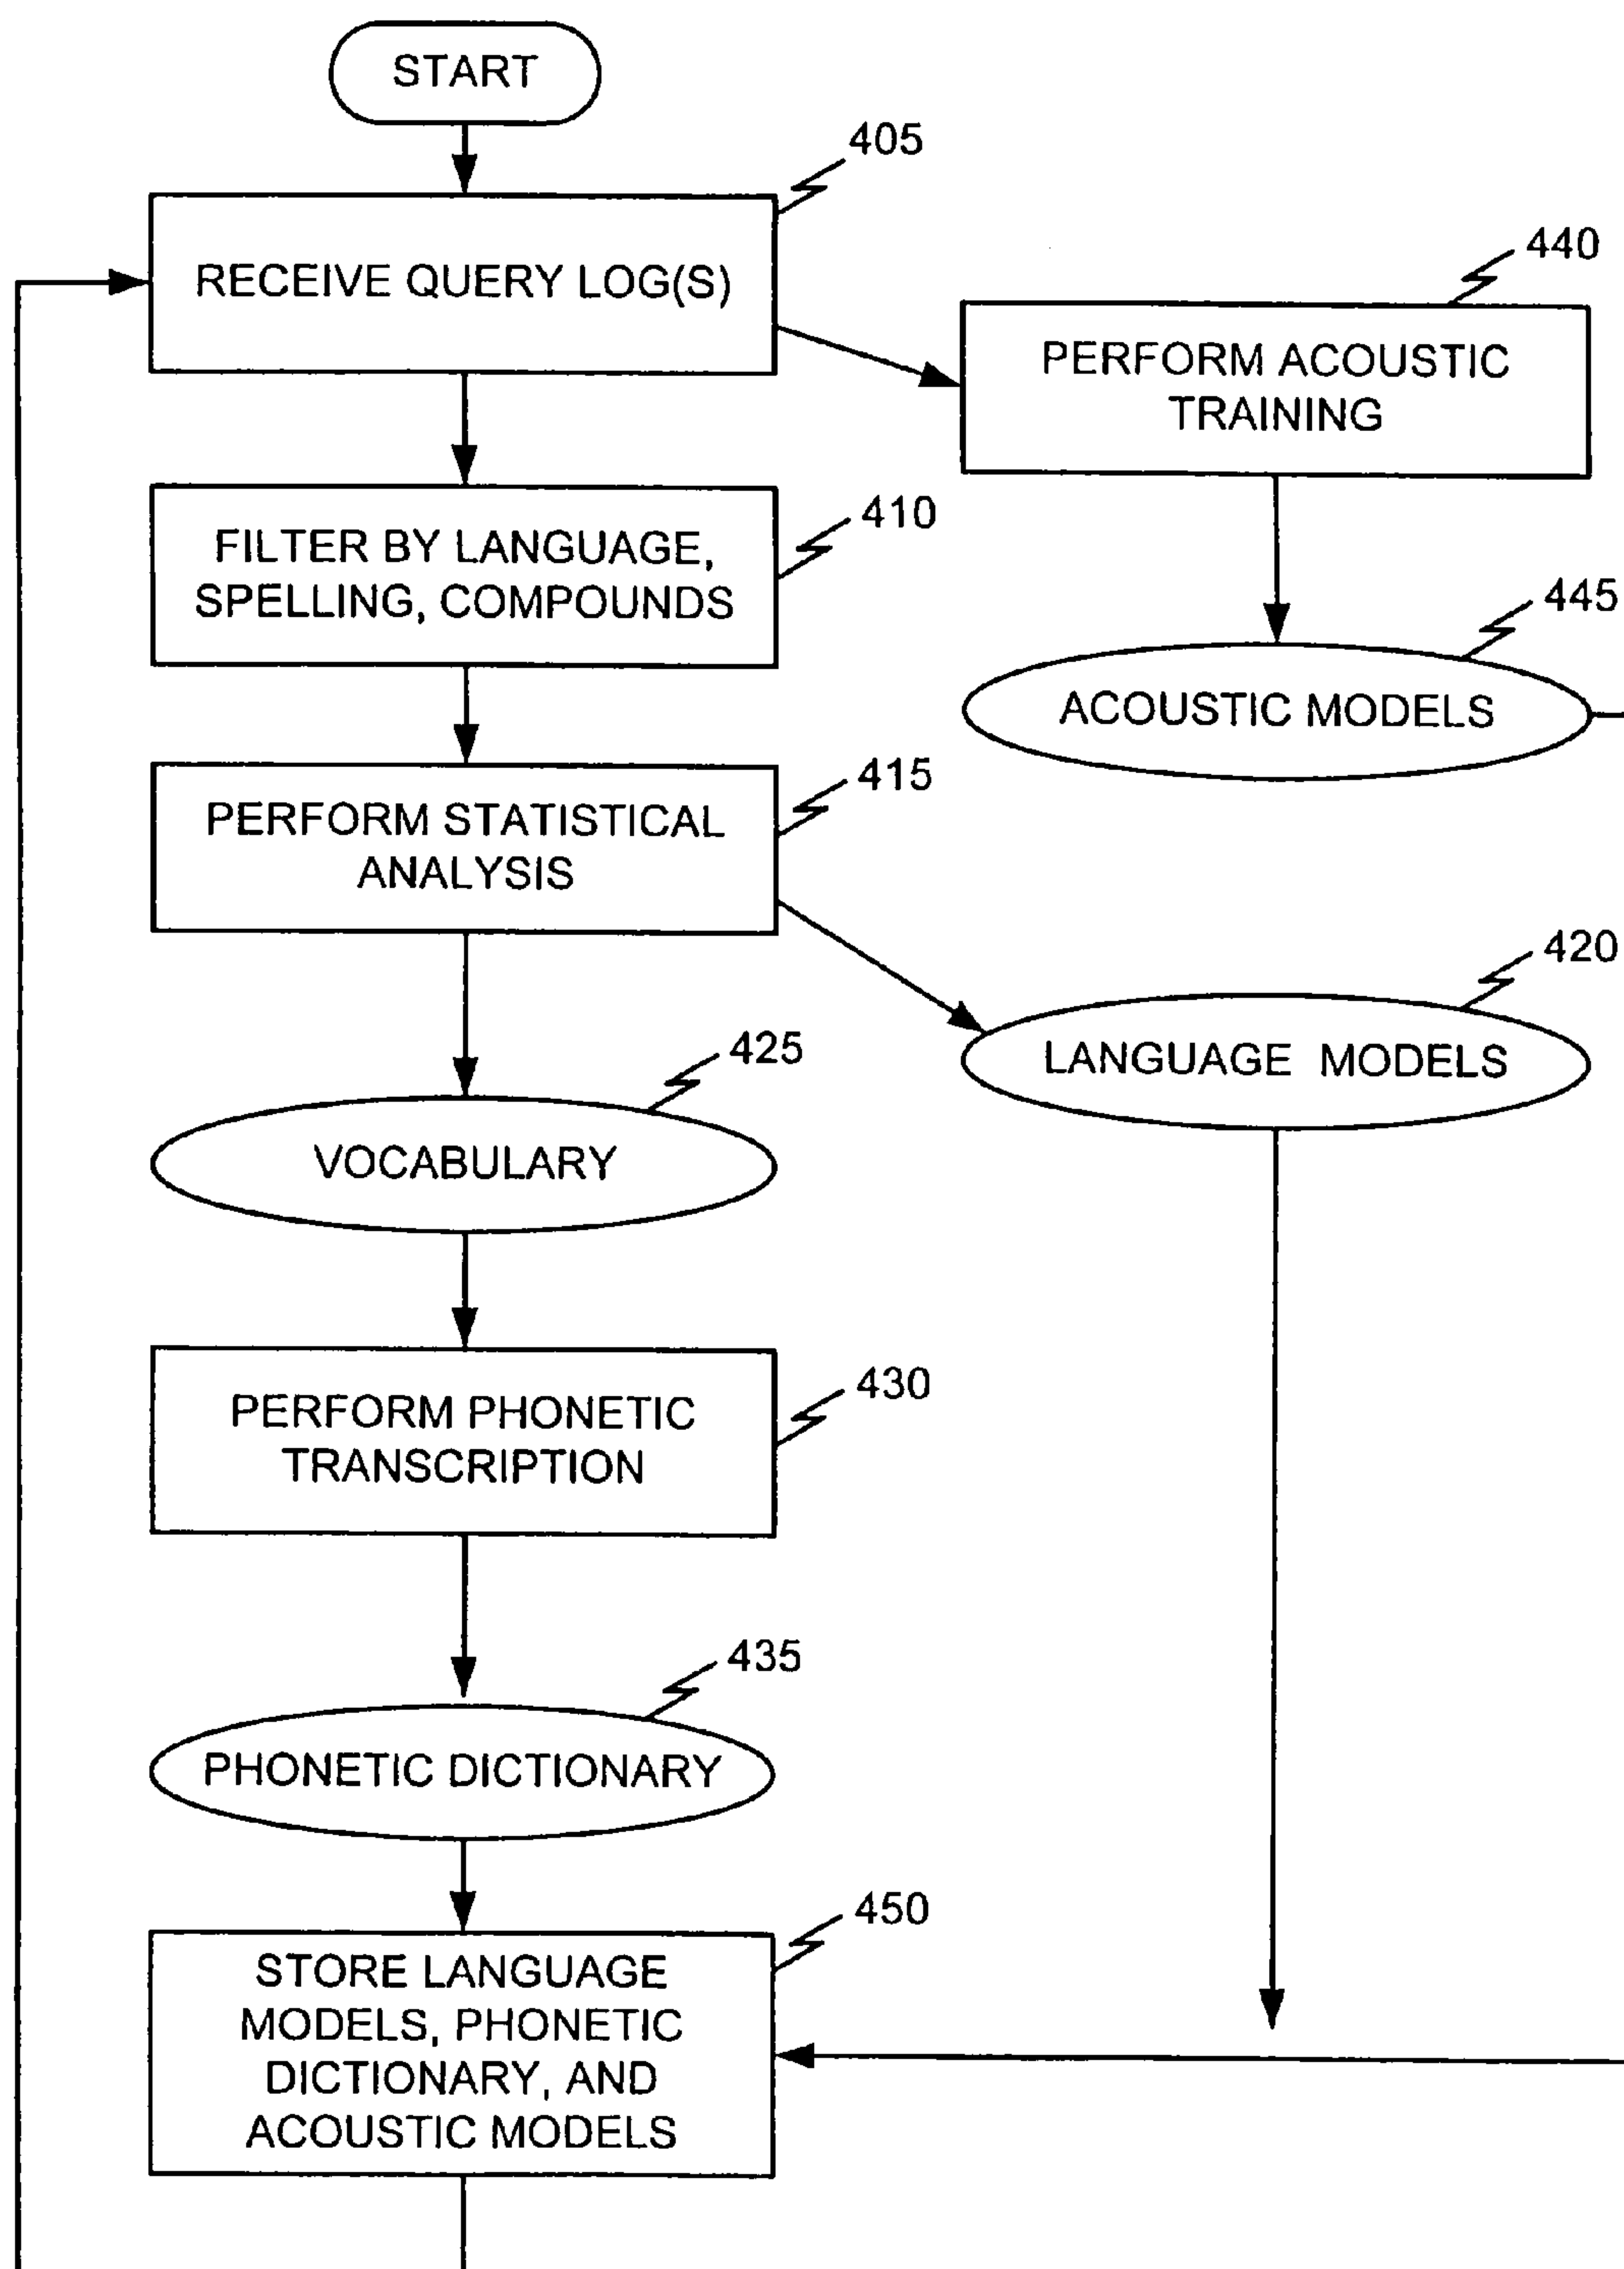 START
405
RECEIVE QUERY LOG(S)
440
PERFORM ACOUSTIC
TRAINING
410
FILTER BY LANGUAGE,
SPELLING, COMPOUNDS
445
ACOUSTIC MODELS
415
PERFORM STATISTICAL
ANALYSIS
420
LANGUAGE MODELS
425
VOCABULARY
430
PERFORM PHONETIC
TRANSCRIPTION
435
PHONETIC DICTIONARY
450
STORE LANGUAGE
MODELS, PHONETIC
DICTIONARY, AND
ACOUSTIC MODELS